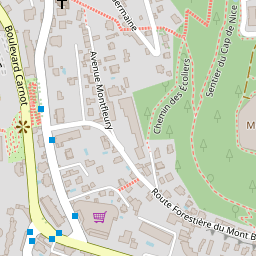 Germaine
Boulevard Carnot
Avenue Montfleury
Chemin des Écoliers
Sentier du Cap de Nice
Route Forestière du Mont B
M